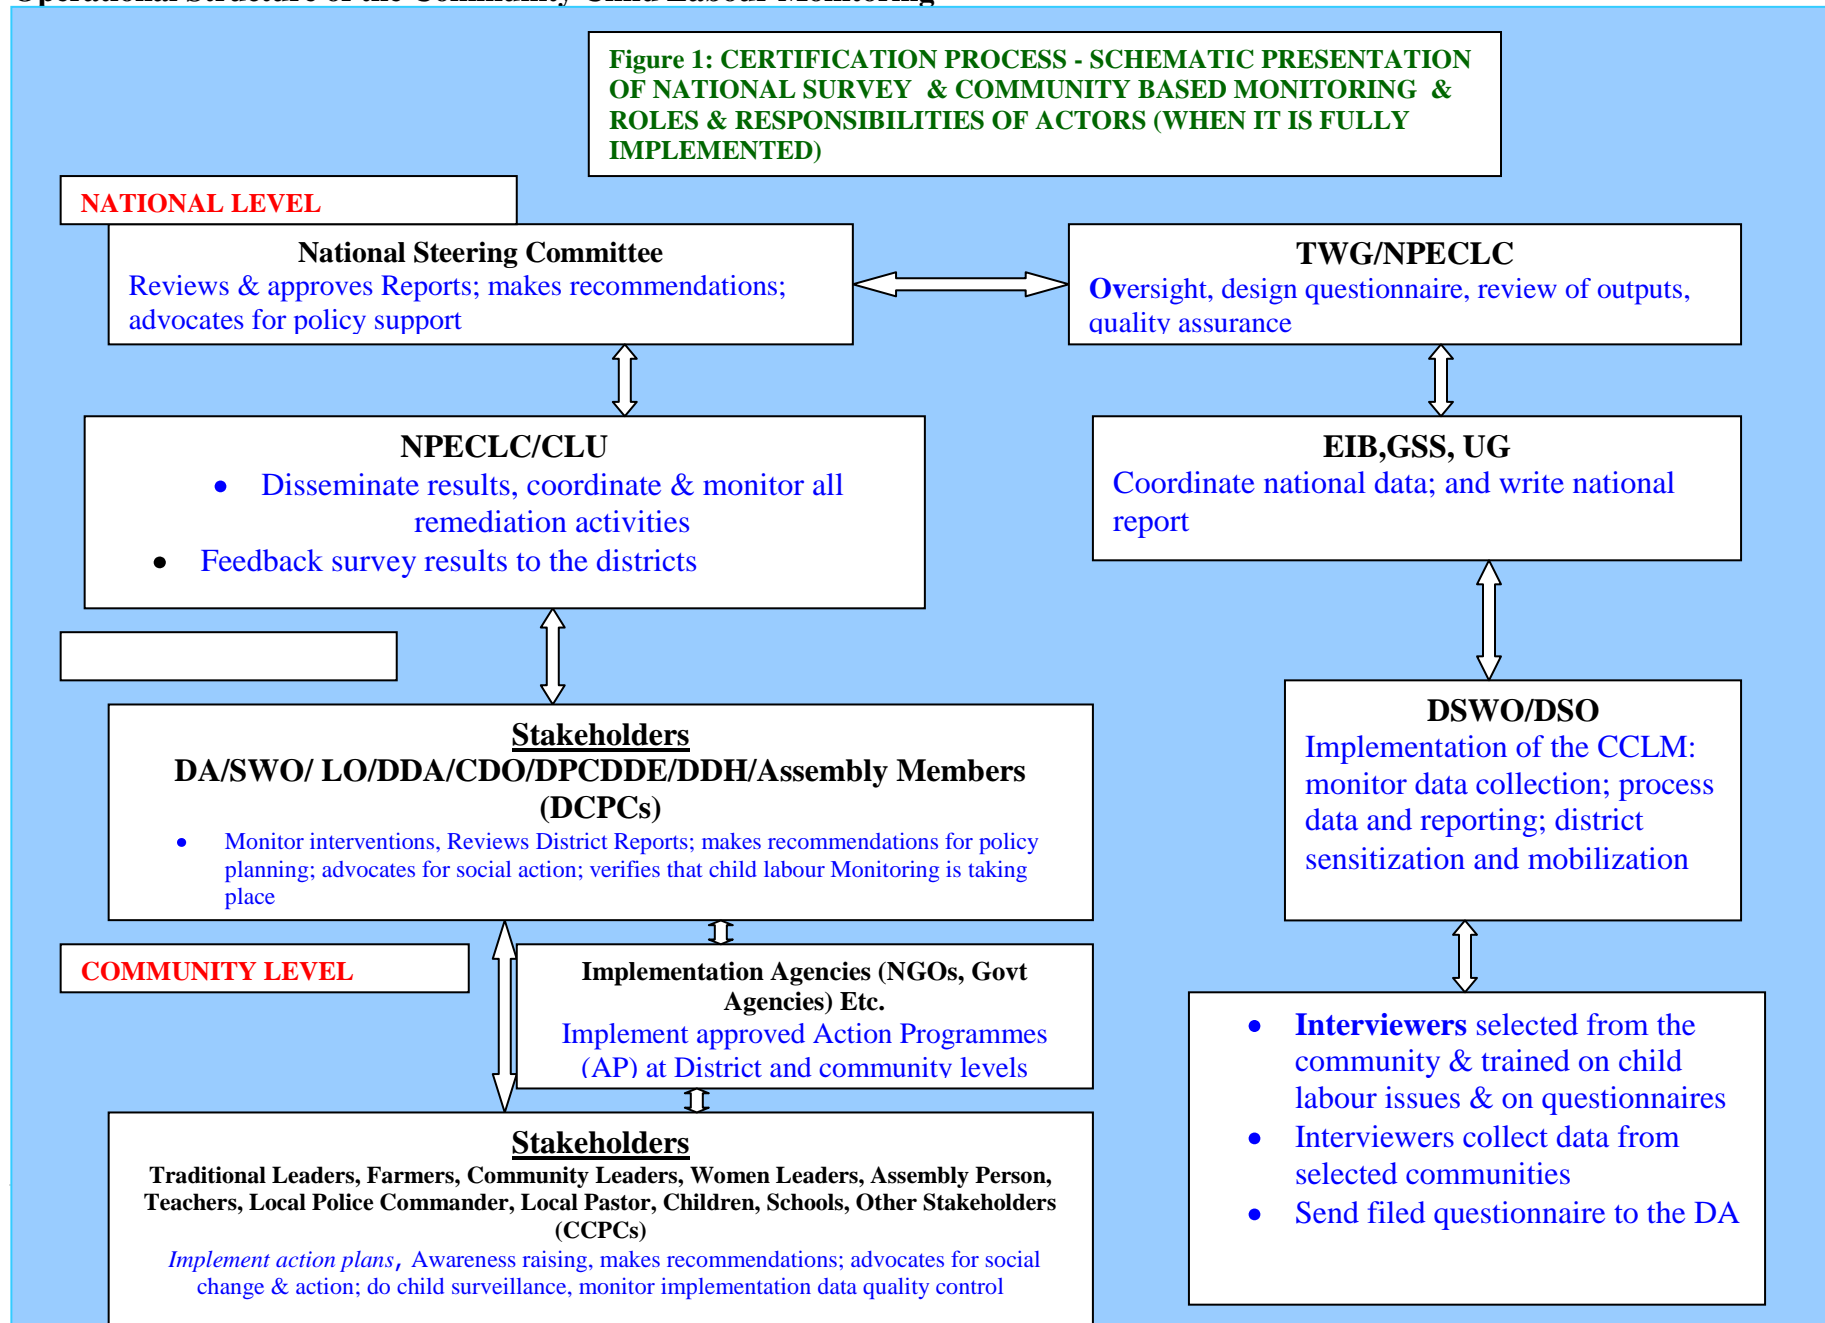 Operational Structure of the Community Child Labour Monitoring
Figure 1: CERTIFICATION PROCESS - SCHEMATIC PRESENTATION
OF NATIONAL SURVEY & COMMUNITY BASED MONITORING &
ROLES & RESPONSIBILITIES OF ACTORS (WHEN IT IS FULLY
IMPLEMENTED)
NATIONAL LEVEL
National Steering Committee
Reviews & approves Reports; makes recommendations;
advocates for policy support
TWG/NPECLC
Oversight, design questionnaire, review of outputs,
quality assurance
NPECLC/CLU
• Disseminate results, coordinate & monitor all
remediation activities
• Feedback survey results to the districts
EIB,GSS, UG
Coordinate national data; and write national
report
Stakeholders
DA/SWO/ LO/DDA/CDO/DPCDDE/DDH/Assembly Members
(DCPCs)
• Monitor interventions, Reviews District Reports; makes recommendations for policy
planning; advocates for social action; verifies that child labour Monitoring is taking
place
DSWO/DSO
Implementation of the CCLM:
monitor data collection; process
data and reporting; district
sensitization and mobilization
COMMUNITY LEVEL
Implementation Agencies (NGOs, Govt
Agencies) Etc.
Implement approved Action Programmes
(AP) at District and community levels
• Interviewers selected from the
community & trained on child
labour issues & on questionnaires
• Interviewers collect data from
selected communities
• Send filed questionnaire to the DA
Stakeholders
Traditional Leaders, Farmers, Community Leaders, Women Leaders, Assembly Person,
Teachers, Local Police Commander, Local Pastor, Children, Schools, Other Stakeholders
(CCPCs)
Implement action plans, Awareness raising, makes recommendations; advocates for social
change & action; do child surveillance, monitor implementation data quality control